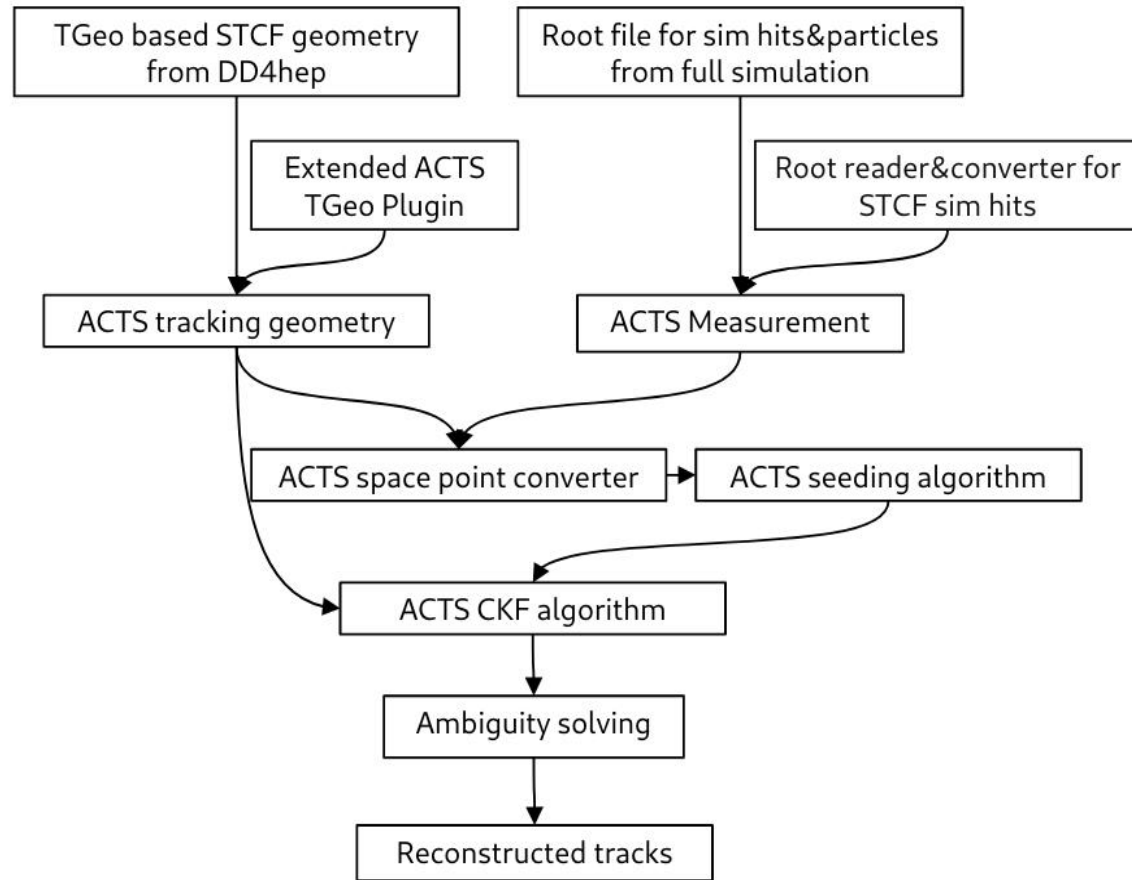 TGeo based STCF geometry
from DD4hep
Root file for sim hits&particles
from full simulation
Extended ACTS
TGeo Plugin
Root reader&converter for
STCF sim hits
ACTS tracking geometry
ACTS Measurement
ACTS space point converter
ACTS seeding algorithm
ACTS CKF algorithm
Ambiguity solving
Reconstructed tracks